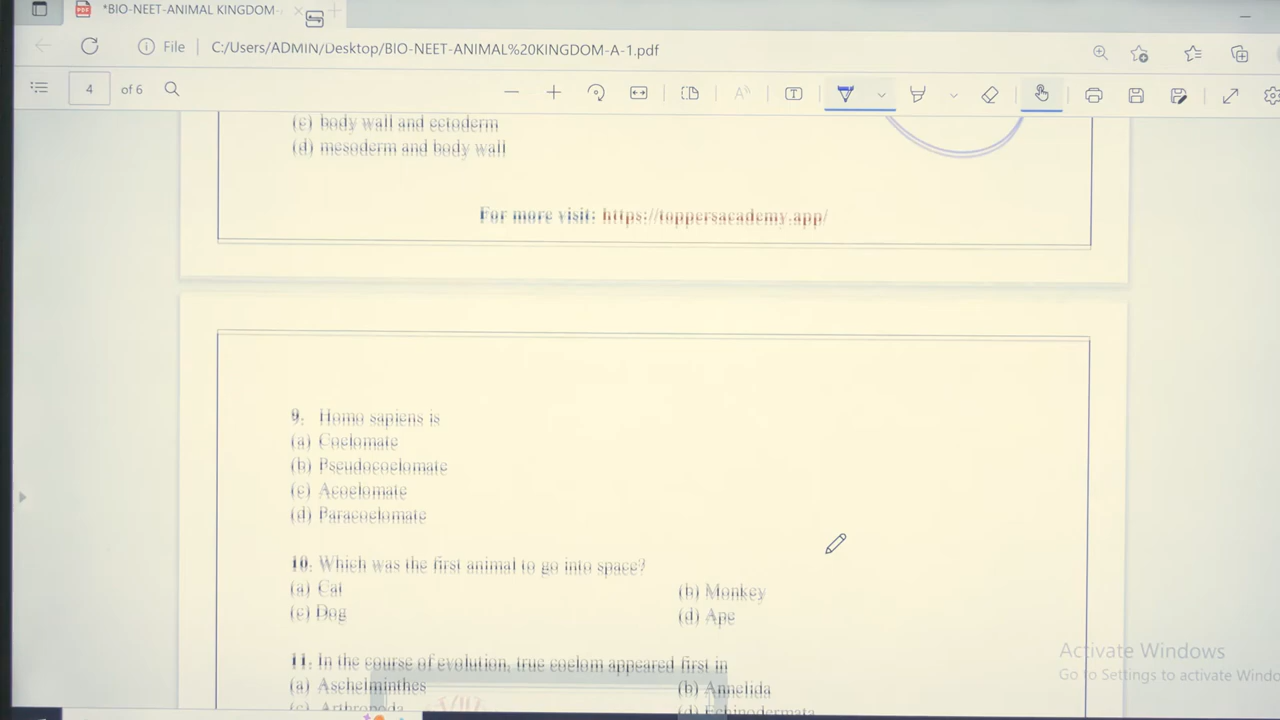 *BIO-NEET-ANIMAL KINGDOM-
File C:/Users/ADMIN/Desktop/BIO-NEET-ANIMAL%20KINGDOM-A-1.pdf
4 of 6
(c) body wall and ectoderm
(d) mesoderm and body wall
For more visit: https://toppersacademy.app/
9. Homo sapiens is
(a) Coelomate
(b) Pseudocoelomate
(c) Acoelomate
(d) Paracoelomate
10. Which was the first animal to go into space?
(a) Cat (b) Monkey
(c) Dog (d) Ape
11. In the course of evolution, true coelom appeared first in
(a) Aschelminthes (b) Annelida
(c) Arthropoda (d) Echinodermata
Activate Windows
Go to Settings to activate Windo